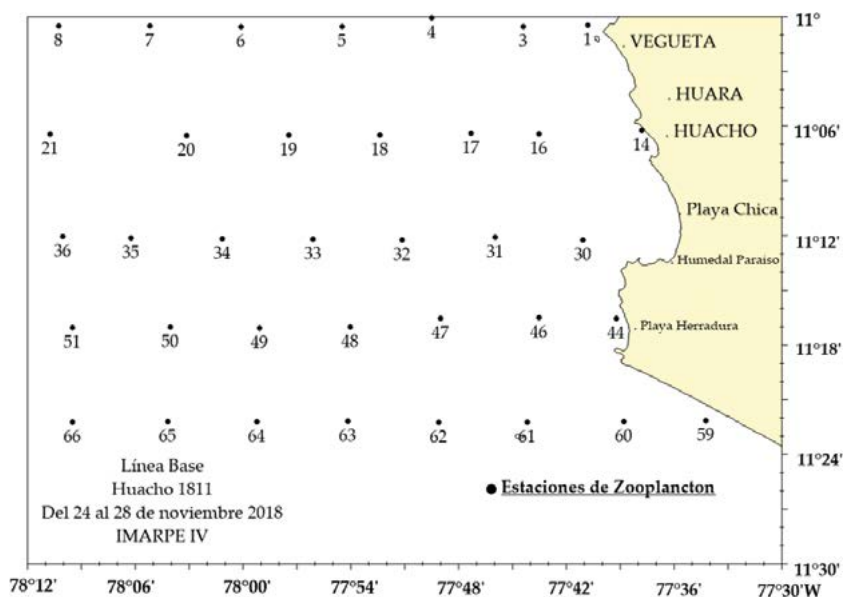 11°
8 7 6 5 4 3 1
VEGUETA
HUARA
11°06'
HUACHO
21 20 19 18 17 16 14
Playa Chica
11°12'
36 35 34 33 32 31 30
Humedal Paraiso
51 50 49 48 47 46 44
Playa Herradura
11°18'
66 65 64 63 62 61 60 59
11°24'
Línea Base
Huacho 1811
Del 24 al 28 de noviembre 2018
IMARPE IV
Estaciones de Zooplancton
11°30'
78°12' 78°06' 78°00' 77°54' 77°48' 77°42' 77°36' 77°30'W